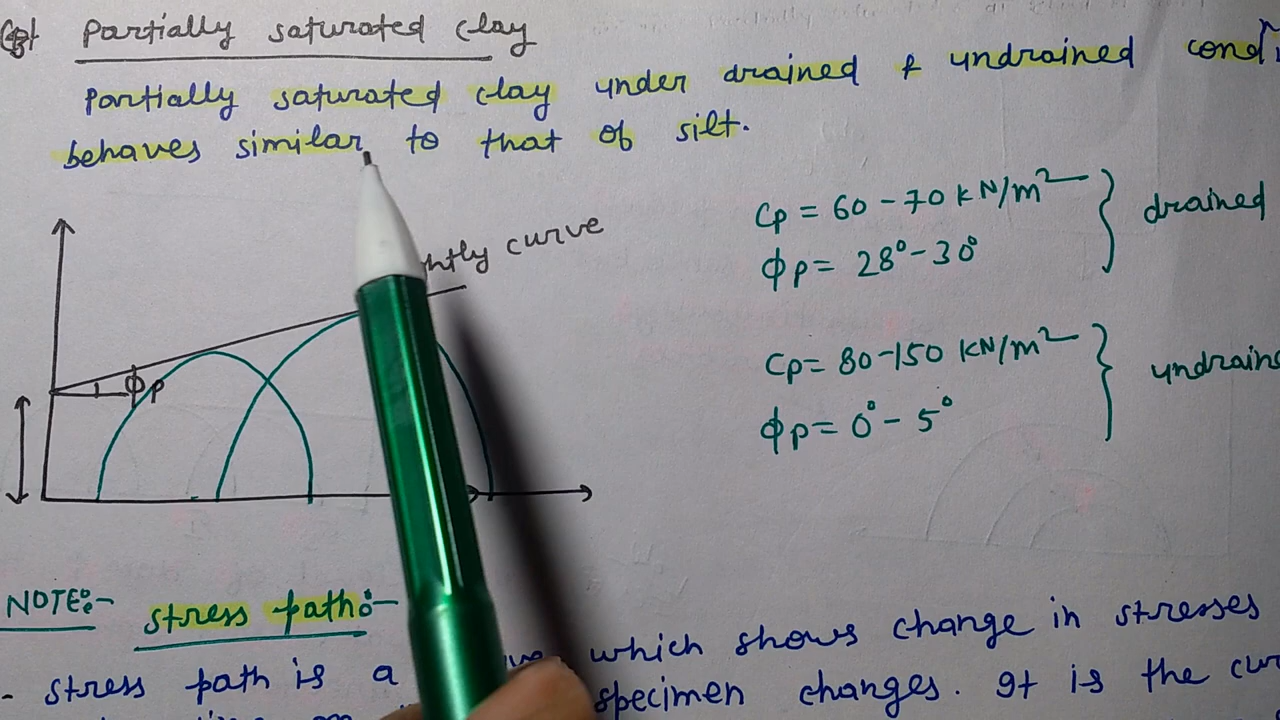 Partially saturated clay
Partially saturated clay under drained & undrained
behaves similar to that of silt.
curve
Cp = 60 - 70 KN/m²
drained
φp = 28° - 30°
φp
Cp = 80 - 150 KN/m²
φp = 0° - 5°
NOTE:- stress path:-
- stress path is a which shows change in stresses
specimen changes. It is the